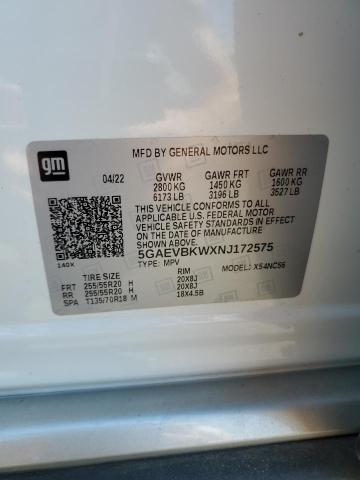 gm
MFD BY GENERAL MOTORS LLC
04/22 GVWR GAWR FRT GAWR RR
2800 KG 1450 KG 1600 KG
6173 LB 3196 LB 3527 LB
THIS VEHICLE CONFORMS TO ALL
APPLICABLE U.S. FEDERAL MOTOR
VEHICLE SAFETY STANDARDS IN
EFFECT ON THE DATE OF
MANUFACTURE SHOWN ABOVE.
5GAEVBKWXNJ172575
140X TYPE: MPV MODEL: X54NC56
TIRE SIZE RIM
FRT 255/55R20 H 20X8J
RR 255/55R20 H 20X8J
SPA T135/70R18 M 18X4.5B